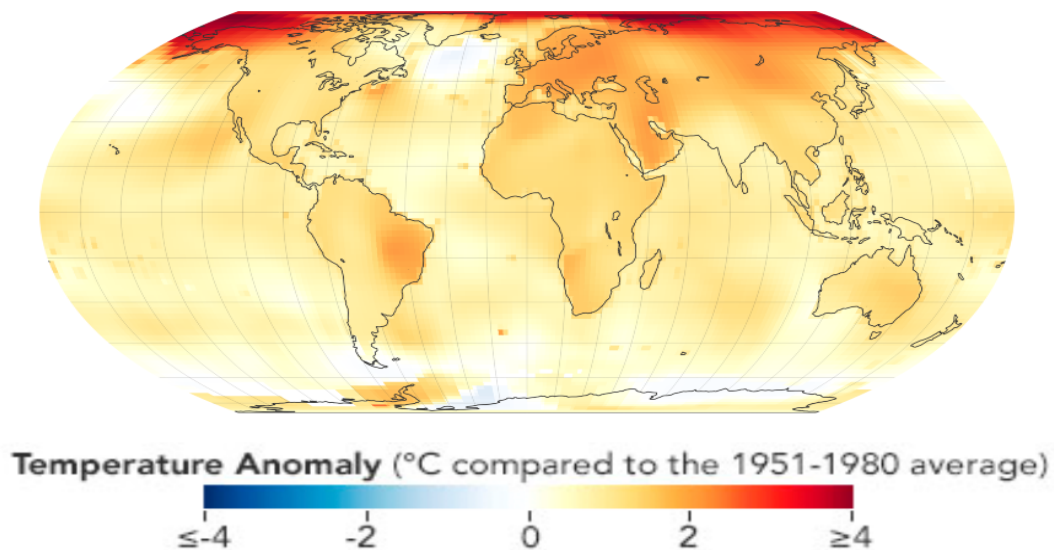 Temperature Anomaly (°C compared to the 1951-1980 average)
≤-4 -2 0 2 ≥4